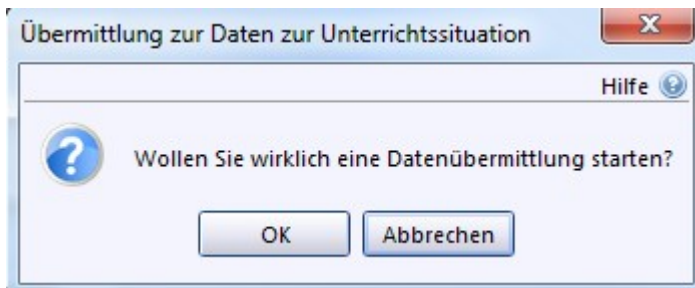 Übermittlung zur Daten zur Unterrichtssituation
Hilfe
Wollen Sie wirklich eine Datenübermittlung starten?
OK
Abbrechen